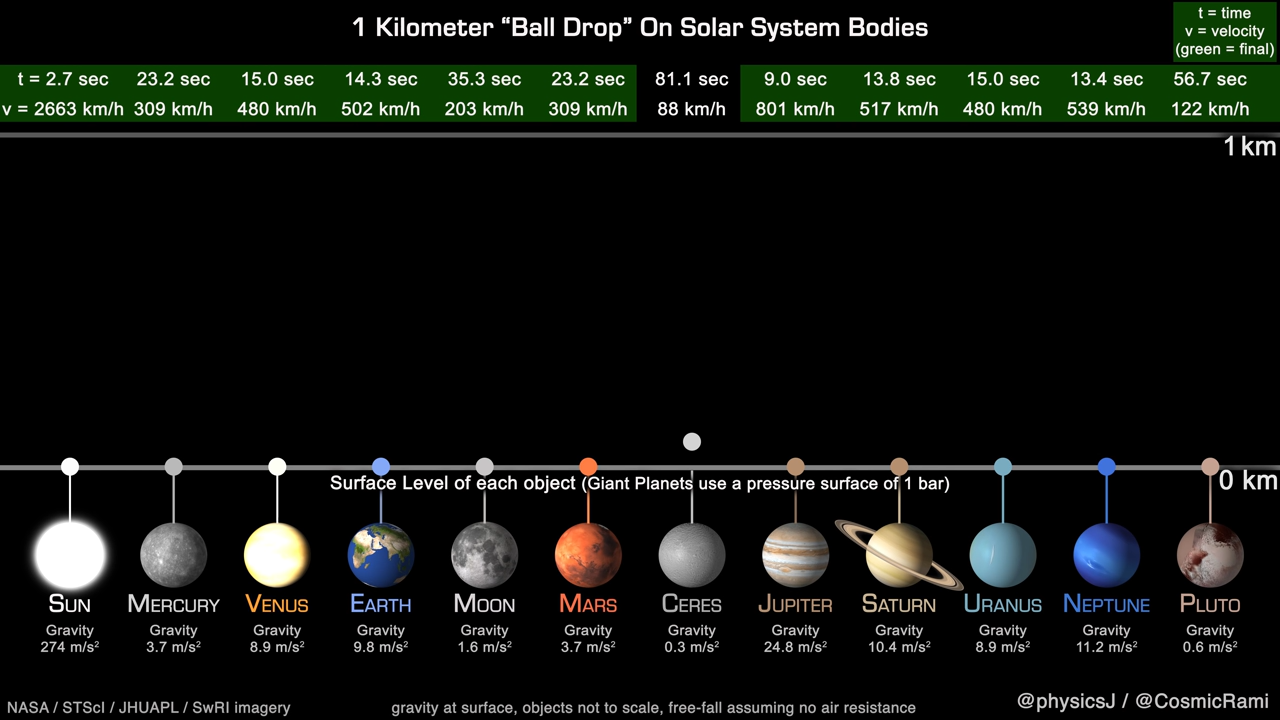 1 Kilometer “Ball Drop” On Solar System Bodies
t = time
v = velocity
(green = final)
t = 2.7 sec 23.2 sec 15.0 sec 14.3 sec 35.3 sec 23.2 sec 81.1 sec 9.0 sec 13.8 sec 15.0 sec 13.4 sec 56.7 sec
v = 2663 km/h 309 km/h 480 km/h 502 km/h 203 km/h 309 km/h 88 km/h 801 km/h 517 km/h 480 km/h 539 km/h 122 km/h
1 km
Surface Level of each object (Giant Planets use a pressure surface of 1 bar)
0 km
SUN MERCURY VENUS EARTH MOON MARS CERES JUPITER SATURN URANUS NEPTUNE PLUTO
Gravity Gravity Gravity Gravity Gravity Gravity Gravity Gravity Gravity Gravity Gravity Gravity
274 m/s² 3.7 m/s² 8.9 m/s² 9.8 m/s² 1.6 m/s² 3.7 m/s² 0.3 m/s² 24.8 m/s² 10.4 m/s² 8.9 m/s² 11.2 m/s² 0.6 m/s²
NASA / STScI / JHUAPL / SwRI imagery
gravity at surface, objects not to scale, free-fall assuming no air resistance
@physicsJ / @CosmicRami